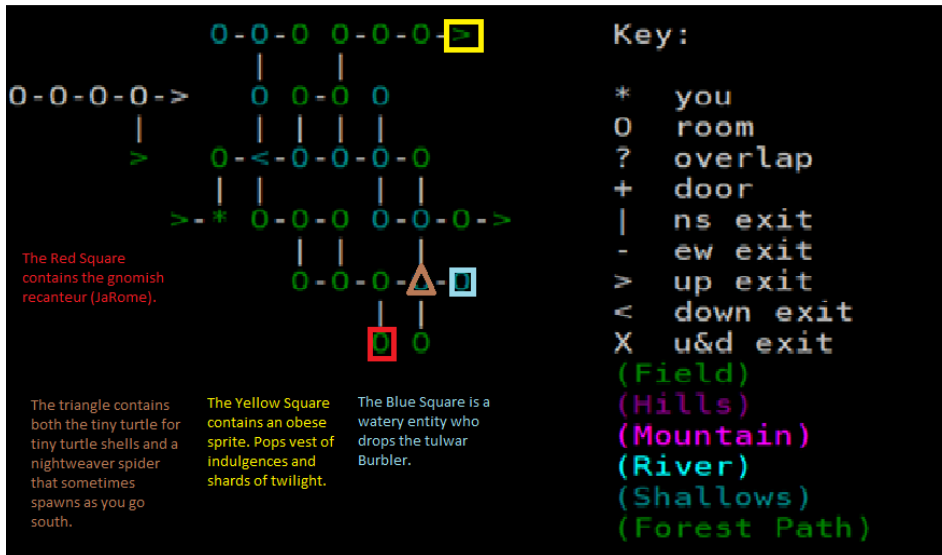 O-O-O O-O-O->
| |
O-O-O-O-> O O-O O
| | | | |
> O-<-O-O-O-O
| | | |
>-* O-O-O O-O-O->
| | |
O-O-O-O-O
| |
O O
The Red Square
contains the gnomish
recanteur (JaRome).
The triangle contains
both the tiny turtle for
tiny turtle shells and a
nightweaver spider
that sometimes
spawns as you go
south.
The Yellow Square
contains an obese
sprite. Pops vest of
indulgences and
shards of twilight.
The Blue Square is a
watery entity who
drops the tulwar
Burbler.
Key:
* you
O room
? overlap
+ door
| ns exit
- ew exit
> up exit
< down exit
X u&d exit
(Field)
(Hills)
(Mountain)
(River)
(Shallows)
(Forest Path)